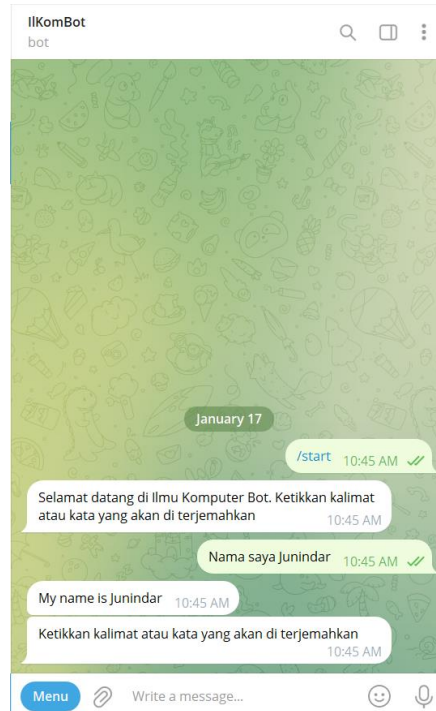 IlKomBot
bot
January 17
/start 10:45 AM
Selamat datang di Ilmu Komputer Bot. Ketikkan kalimat
atau kata yang akan di terjemahkan
10:45 AM
Nama saya Junindar 10:45 AM
My name is Junindar 10:45 AM
Ketikkan kalimat atau kata yang akan di terjemahkan
10:45 AM
Menu Write a message...